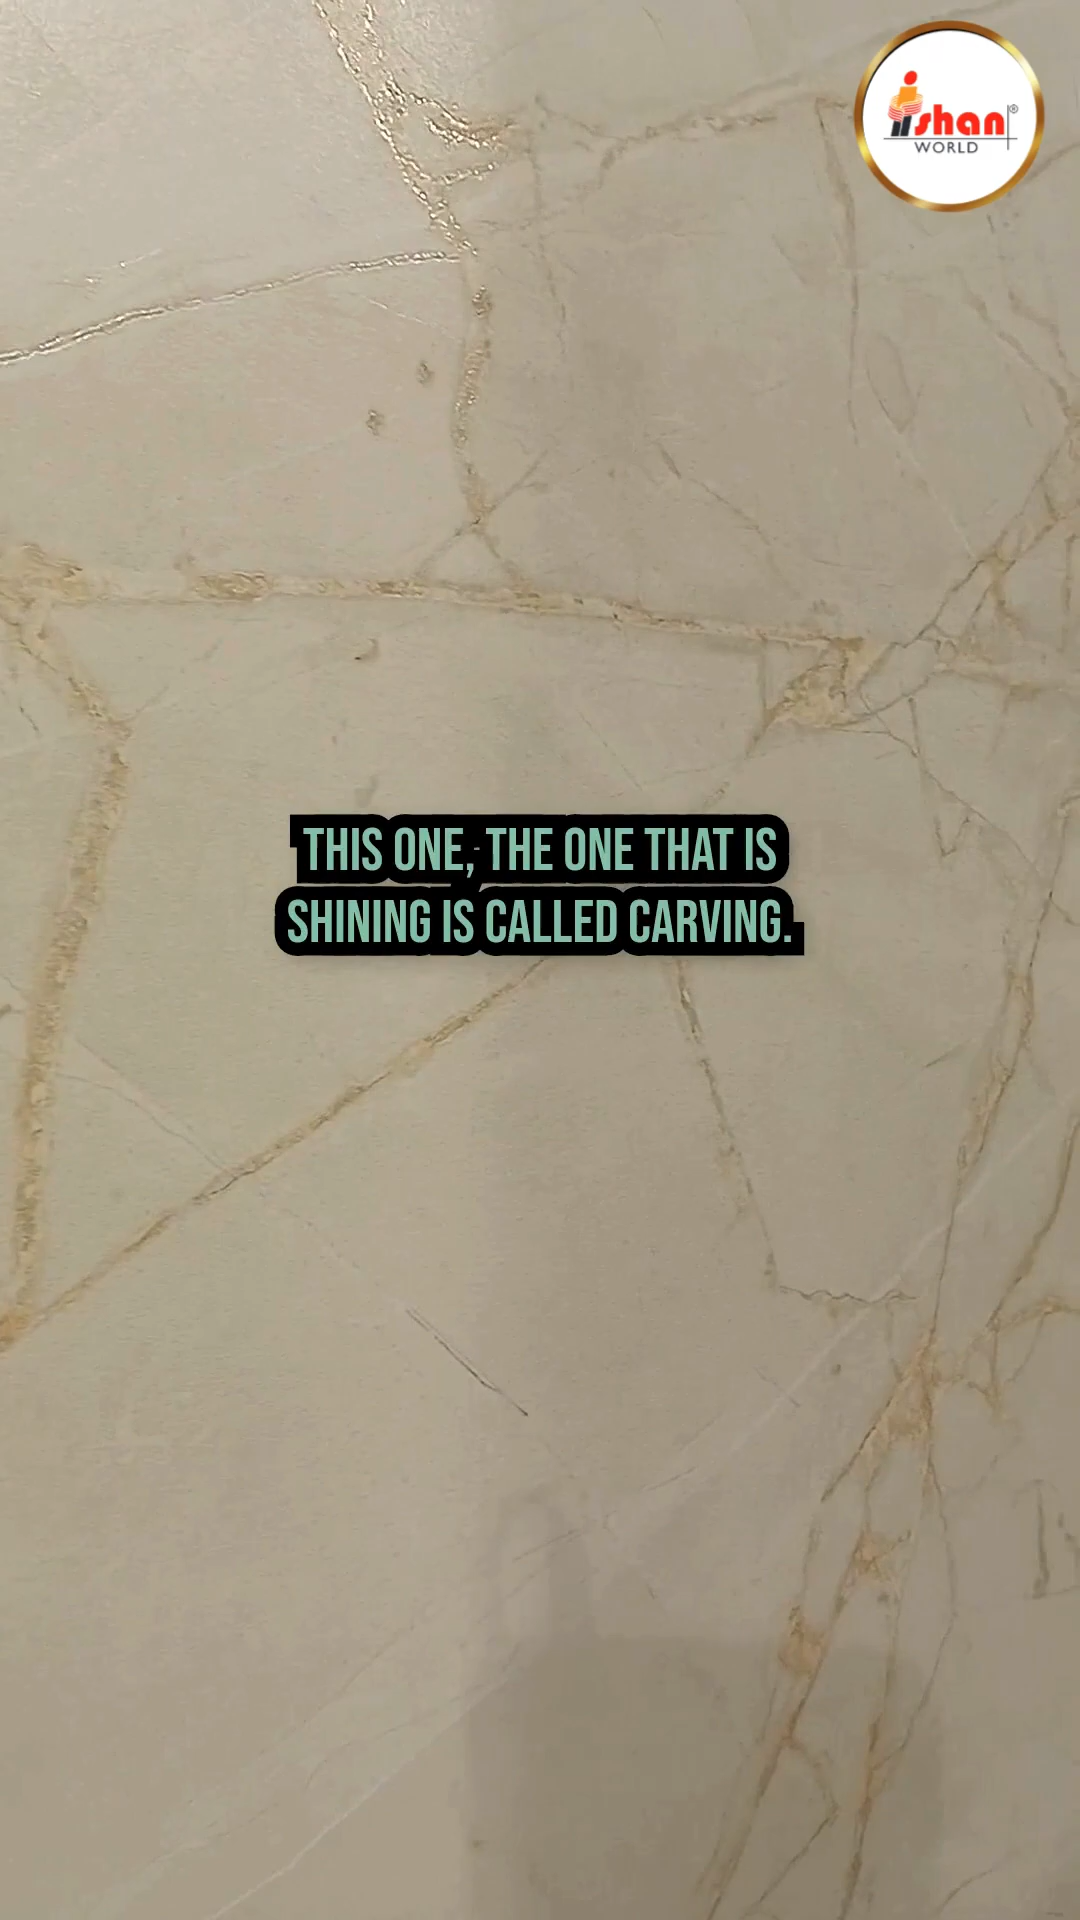 ishan®
WORLD
THIS ONE, THE ONE THAT IS
SHINING IS CALLED CARVING.